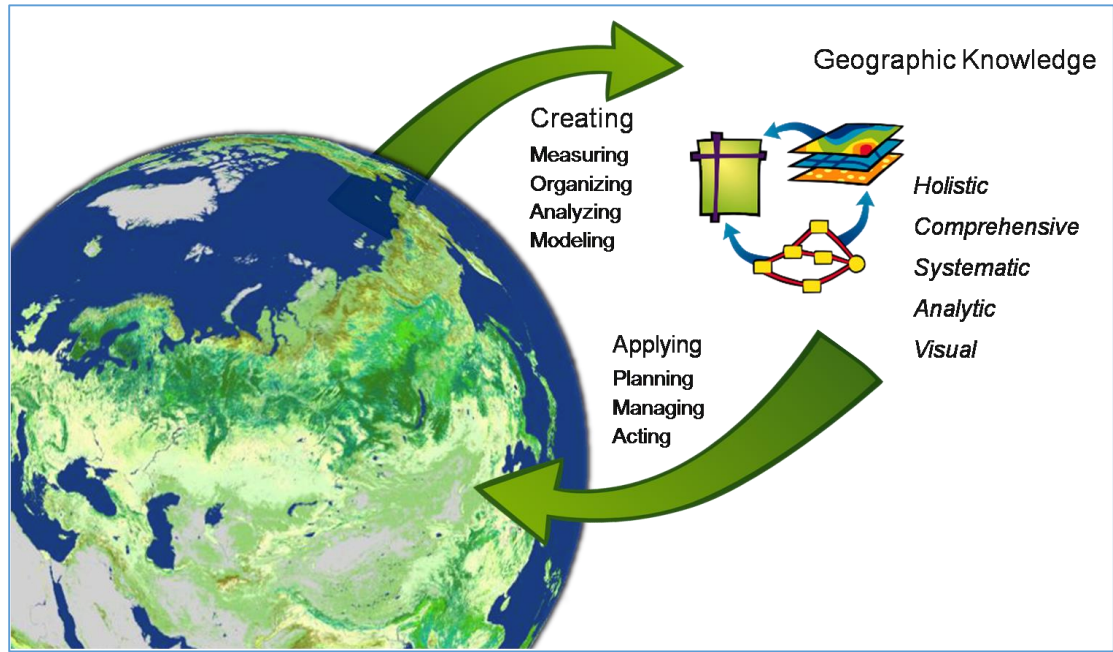 Geographic Knowledge
Creating
Measuring
Organizing
Analyzing
Modeling
Holistic
Comprehensive
Systematic
Analytic
Visual
Applying
Planning
Managing
Acting